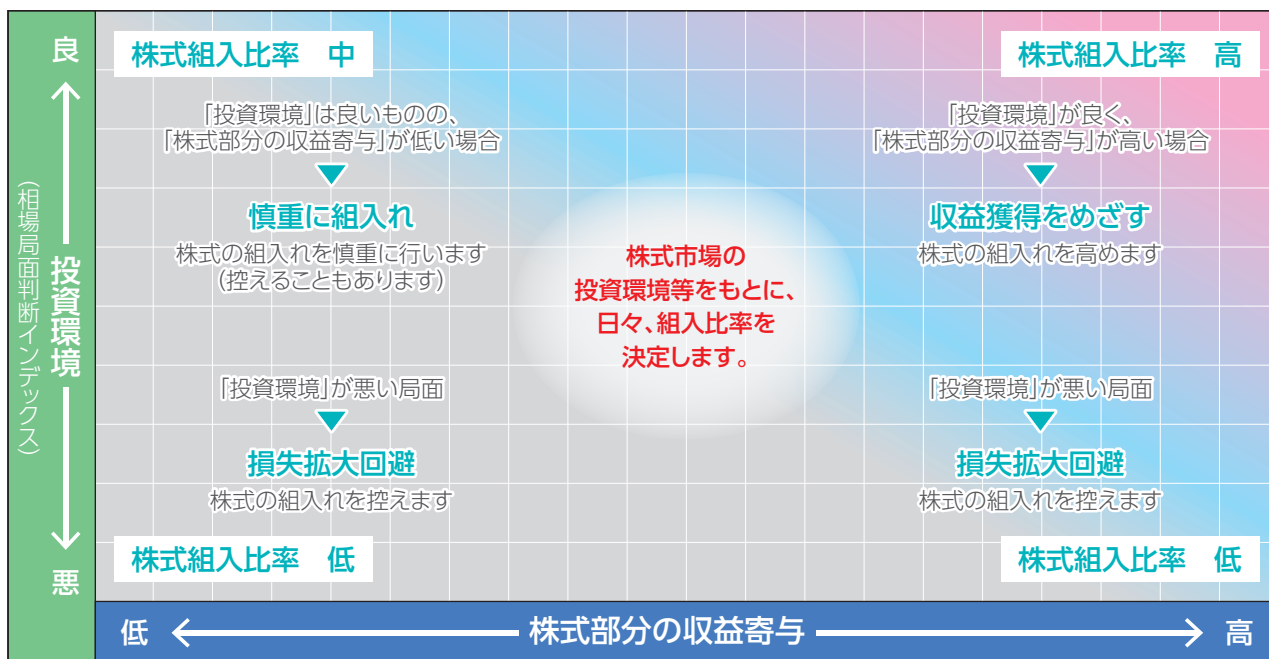 良
投資環境
(相場局面判断インデックス)
悪
株式組入比率 中
「投資環境」は良いものの、
「株式部分の収益寄与」が低い場合
慎重に組入れ
株式の組入れを慎重に行います
(控えることもあります)
株式組入比率 高
「投資環境」が良く、
「株式部分の収益寄与」が高い場合
収益獲得をめざす
株式の組入れを高めます
株式市場の
投資環境等をもとに、
日々、組入比率を
決定します。
「投資環境」が悪い局面
損失拡大回避
株式の組入れを控えます
株式組入比率 低
「投資環境」が悪い局面
損失拡大回避
株式の組入れを控えます
株式組入比率 低
低 株式部分の収益寄与 高